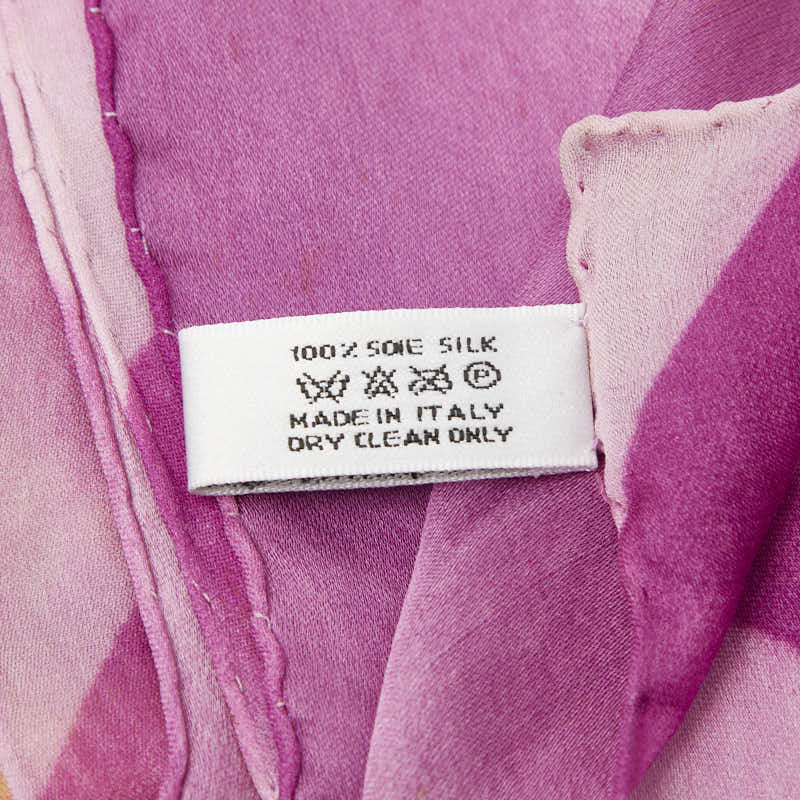 100% SOIE SILK
P
MADE IN ITALY
DRY CLEAN ONLY